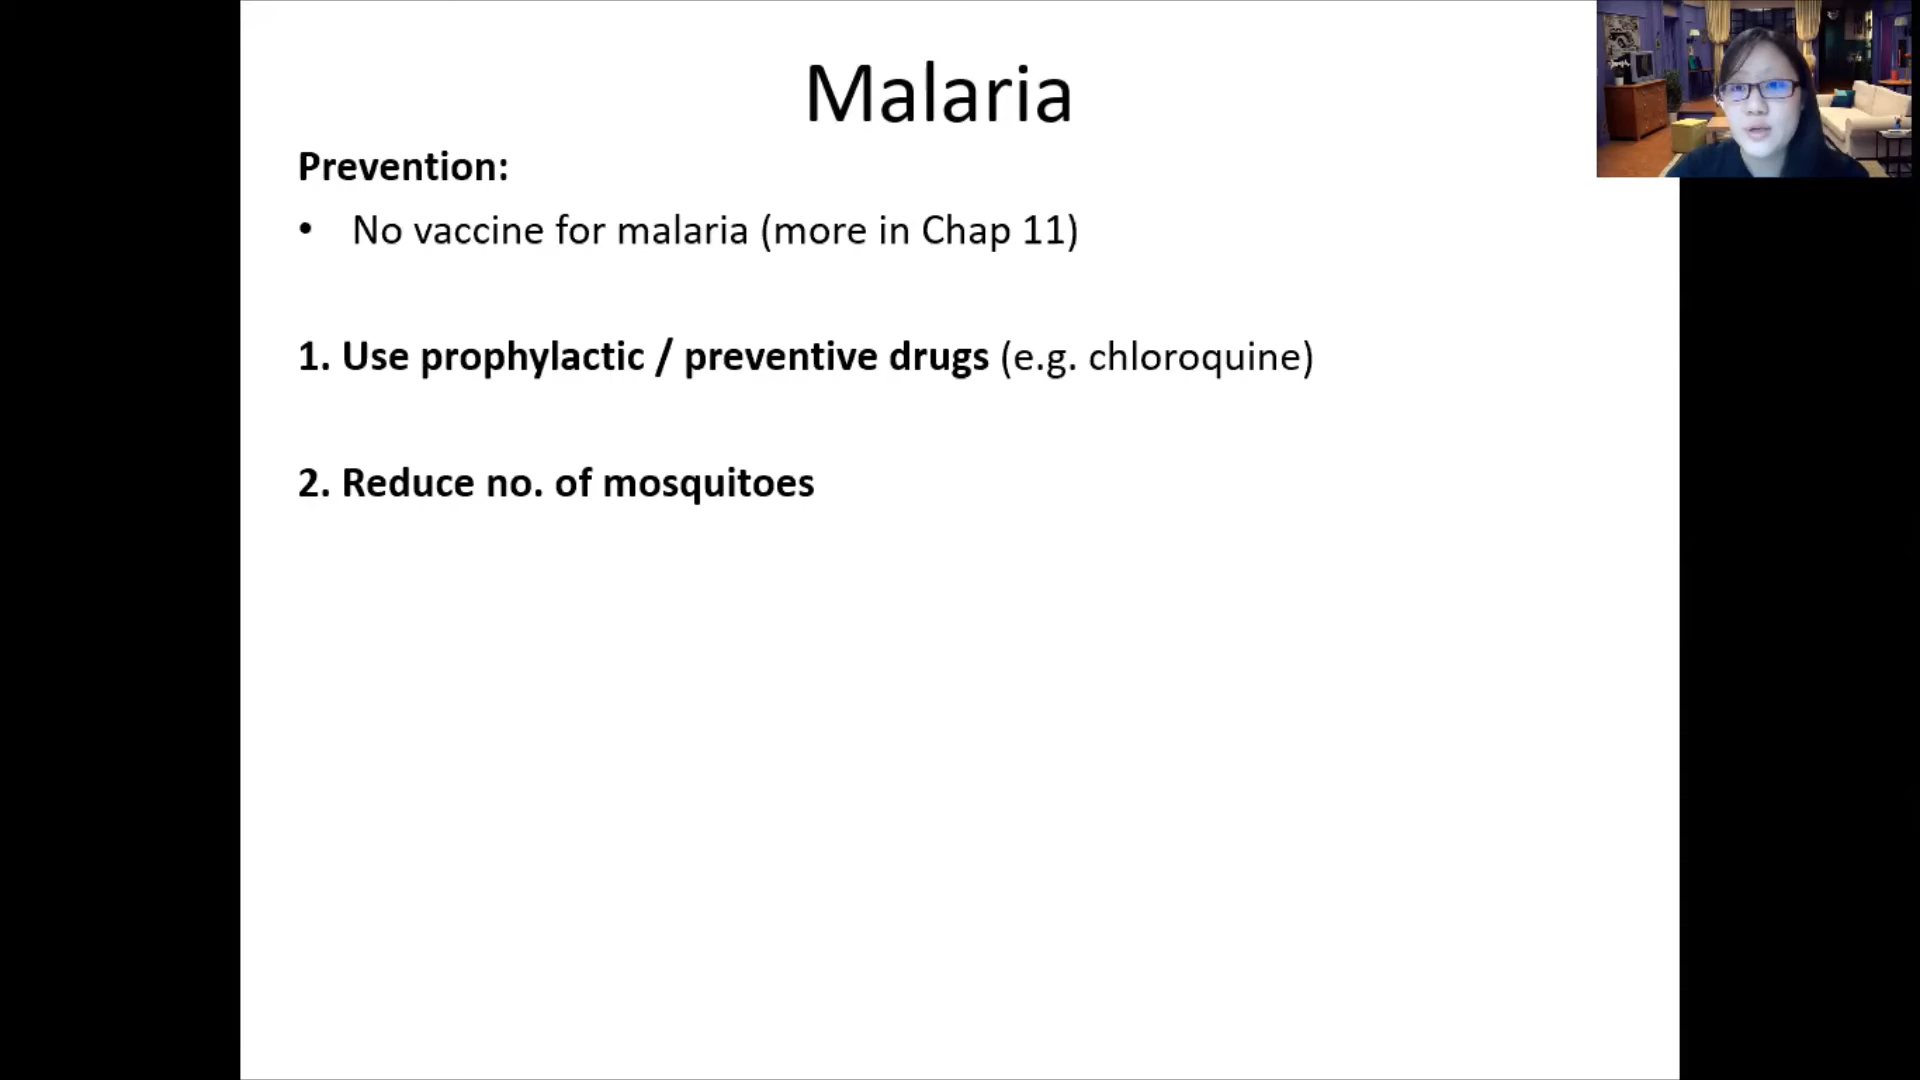 Malaria
Prevention:
• No vaccine for malaria (more in Chap 11)
1. Use prophylactic / preventive drugs (e.g. chloroquine)
2. Reduce no. of mosquitoes